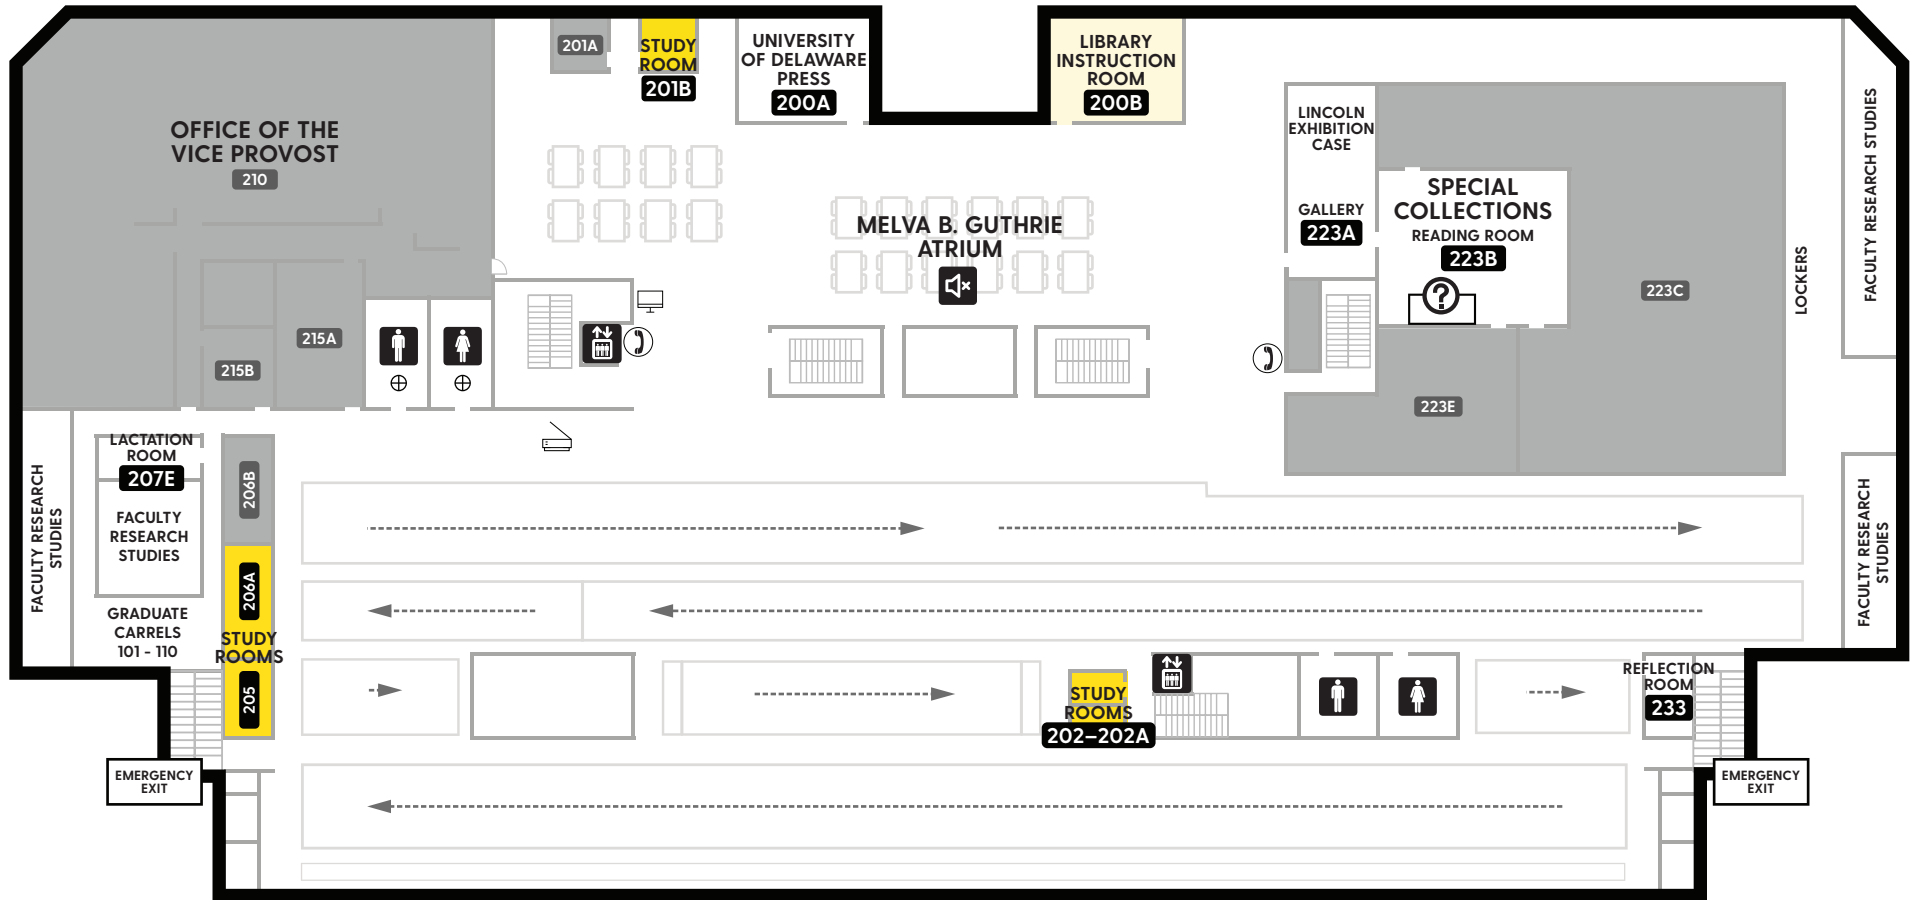 201A
STUDY
ROOM
201B
UNIVERSITY
OF DELAWARE
PRESS
200A
LIBRARY
INSTRUCTION
ROOM
200B
OFFICE OF THE
VICE PROVOST
210
LINCOLN
EXHIBITION
CASE
GALLERY
223A
SPECIAL
COLLECTIONS
READING ROOM
223B
?
223C
LOCKERS
FACULTY RESEARCH STUDIES
MELVA B. GUTHRIE
ATRIUM
215A
215B
223E
LACTATION
ROOM
207E
FACULTY
RESEARCH
STUDIES
GRADUATE
CARRELS
101 - 110
FACULTY RESEARCH
STUDIES
206B
206A
STUDY
ROOMS
205
FACULTY RESEARCH
STUDIES
STUDY
ROOMS
202–202A
REFLECTION
ROOM
233
EMERGENCY
EXIT
EMERGENCY
EXIT